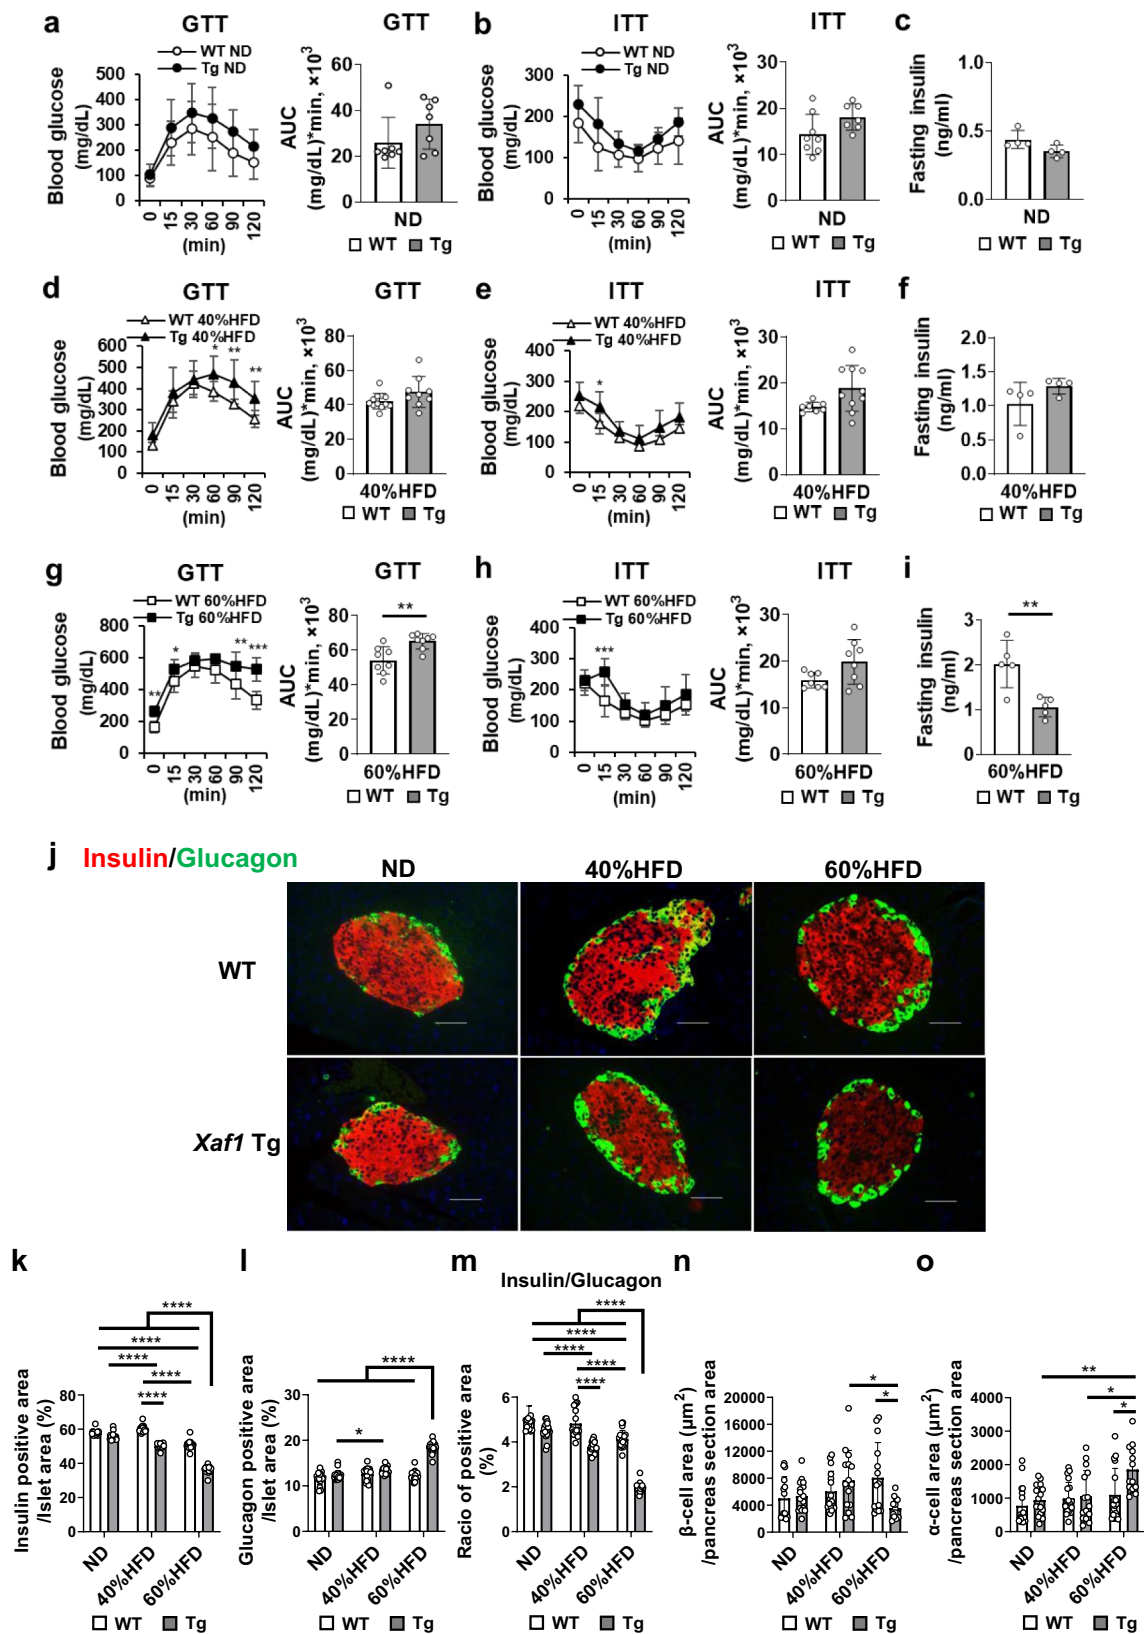 a GTT GTT b ITT ITT c
WT ND
Tg ND
Blood glucose
(mg/dL)
500
400
300
200
100
0
0 15 30 60 90 120
(min)
AUC
(mg/dL)*min, ×10³
60
40
20
0
ND
WT Tg
WT ND
Tg ND
Blood glucose
(mg/dL)
300
200
100
0
0 15 30 60 90 120
(min)
AUC
(mg/dL)*min, ×10³
30
20
10
0
ND
WT Tg
Fasting insulin
(ng/ml)
1.0
0.5
0.0
ND
WT Tg
d GTT GTT e ITT ITT f
WT 40%HFD
Tg 40%HFD
Blood glucose
(mg/dL)
600
500
400
300
200
100
0
* ** **
0 15 30 60 90 120
(min)
AUC
(mg/dL)*min, ×10³
80
60
40
20
0
40%HFD
WT Tg
WT 40%HFD
Tg 40%HFD
Blood glucose
(mg/dL)
400
300
200
100
0
*
0 15 30 60 90 120
(min)
AUC
(mg/dL)*min, ×10³
30
20
10
0
40%HFD
WT Tg
Fasting insulin
(ng/ml)
2.0
1.5
1.0
0.5
0.0
40%HFD
WT Tg
g GTT GTT h ITT ITT i
WT 60%HFD
Tg 60%HFD
Blood glucose
(mg/dL)
800
600
400
200
0
** * ** ***
0 15 30 60 90 120
(min)
AUC
(mg/dL)*min, ×10³
80
60
40
20
0
**
60%HFD
WT Tg
WT 60%HFD
Tg 60%HFD
Blood glucose
(mg/dL)
400
300
200
100
0
***
0 15 30 60 90 120
(min)
AUC
(mg/dL)*min, ×10³
30
20
10
0
60%HFD
WT Tg
Fasting insulin
(ng/ml)
3
2
1
0
**
60%HFD
WT Tg
j Insulin/Glucagon
ND 40%HFD 60%HFD
WT
Xaf1 Tg
k l m n o
Insulin positive area
/Islet area (%)
80
60
40
20
0
****
****
****
****
****
ND 40%HFD 60%HFD
WT Tg
Glucagon positive area
/Islet area (%)
30
20
10
0
****
*
ND 40%HFD 60%HFD
WT Tg
Insulin/Glucagon
Racio of positive area
(%)
6
4
2
0
****
****
****
****
****
ND 40%HFD 60%HFD
WT Tg
β-cell area (μm²)
/pancreas section area
20000
16000
12000
8000
4000
0
*
*
ND 40%HFD 60%HFD
WT Tg
α-cell area (μm²)
/pancreas section area
4000
3000
2000
1000
0
**
*
*
ND 40%HFD 60%HFD
WT Tg